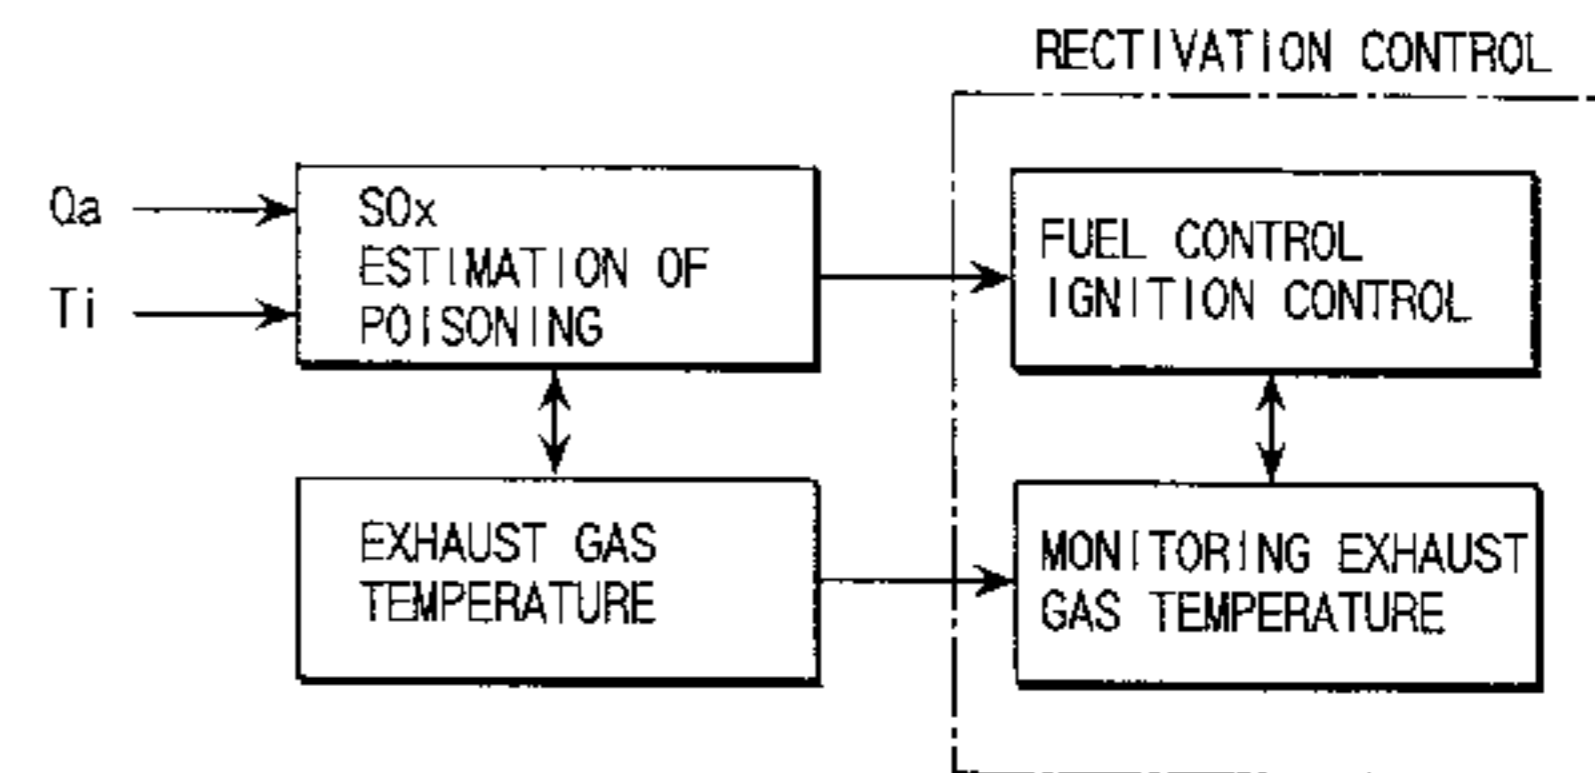 RECTIVATION CONTROL
Qa
Ti
SOx
ESTIMATION OF
POISONING
FUEL CONTROL
IGNITION CONTROL
EXHAUST GAS
TEMPERATURE
MONITORING EXHAUST
GAS TEMPERATURE